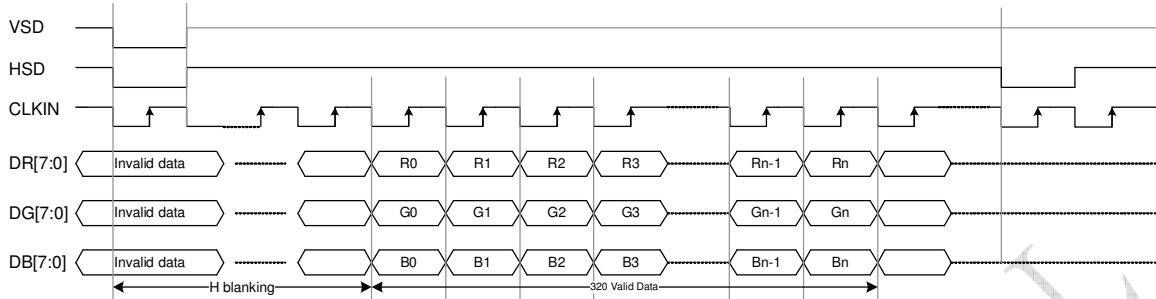 VSD
HSD
CLKIN
DR[7:0] Invalid data R0 R1 R2 R3 Rn-1 Rn
DG[7:0] Invalid data G0 G1 G2 G3 Gn-1 Gn
DB[7:0] Invalid data B0 B1 B2 B3 Bn-1 Bn
H blanking 320 Valid Data